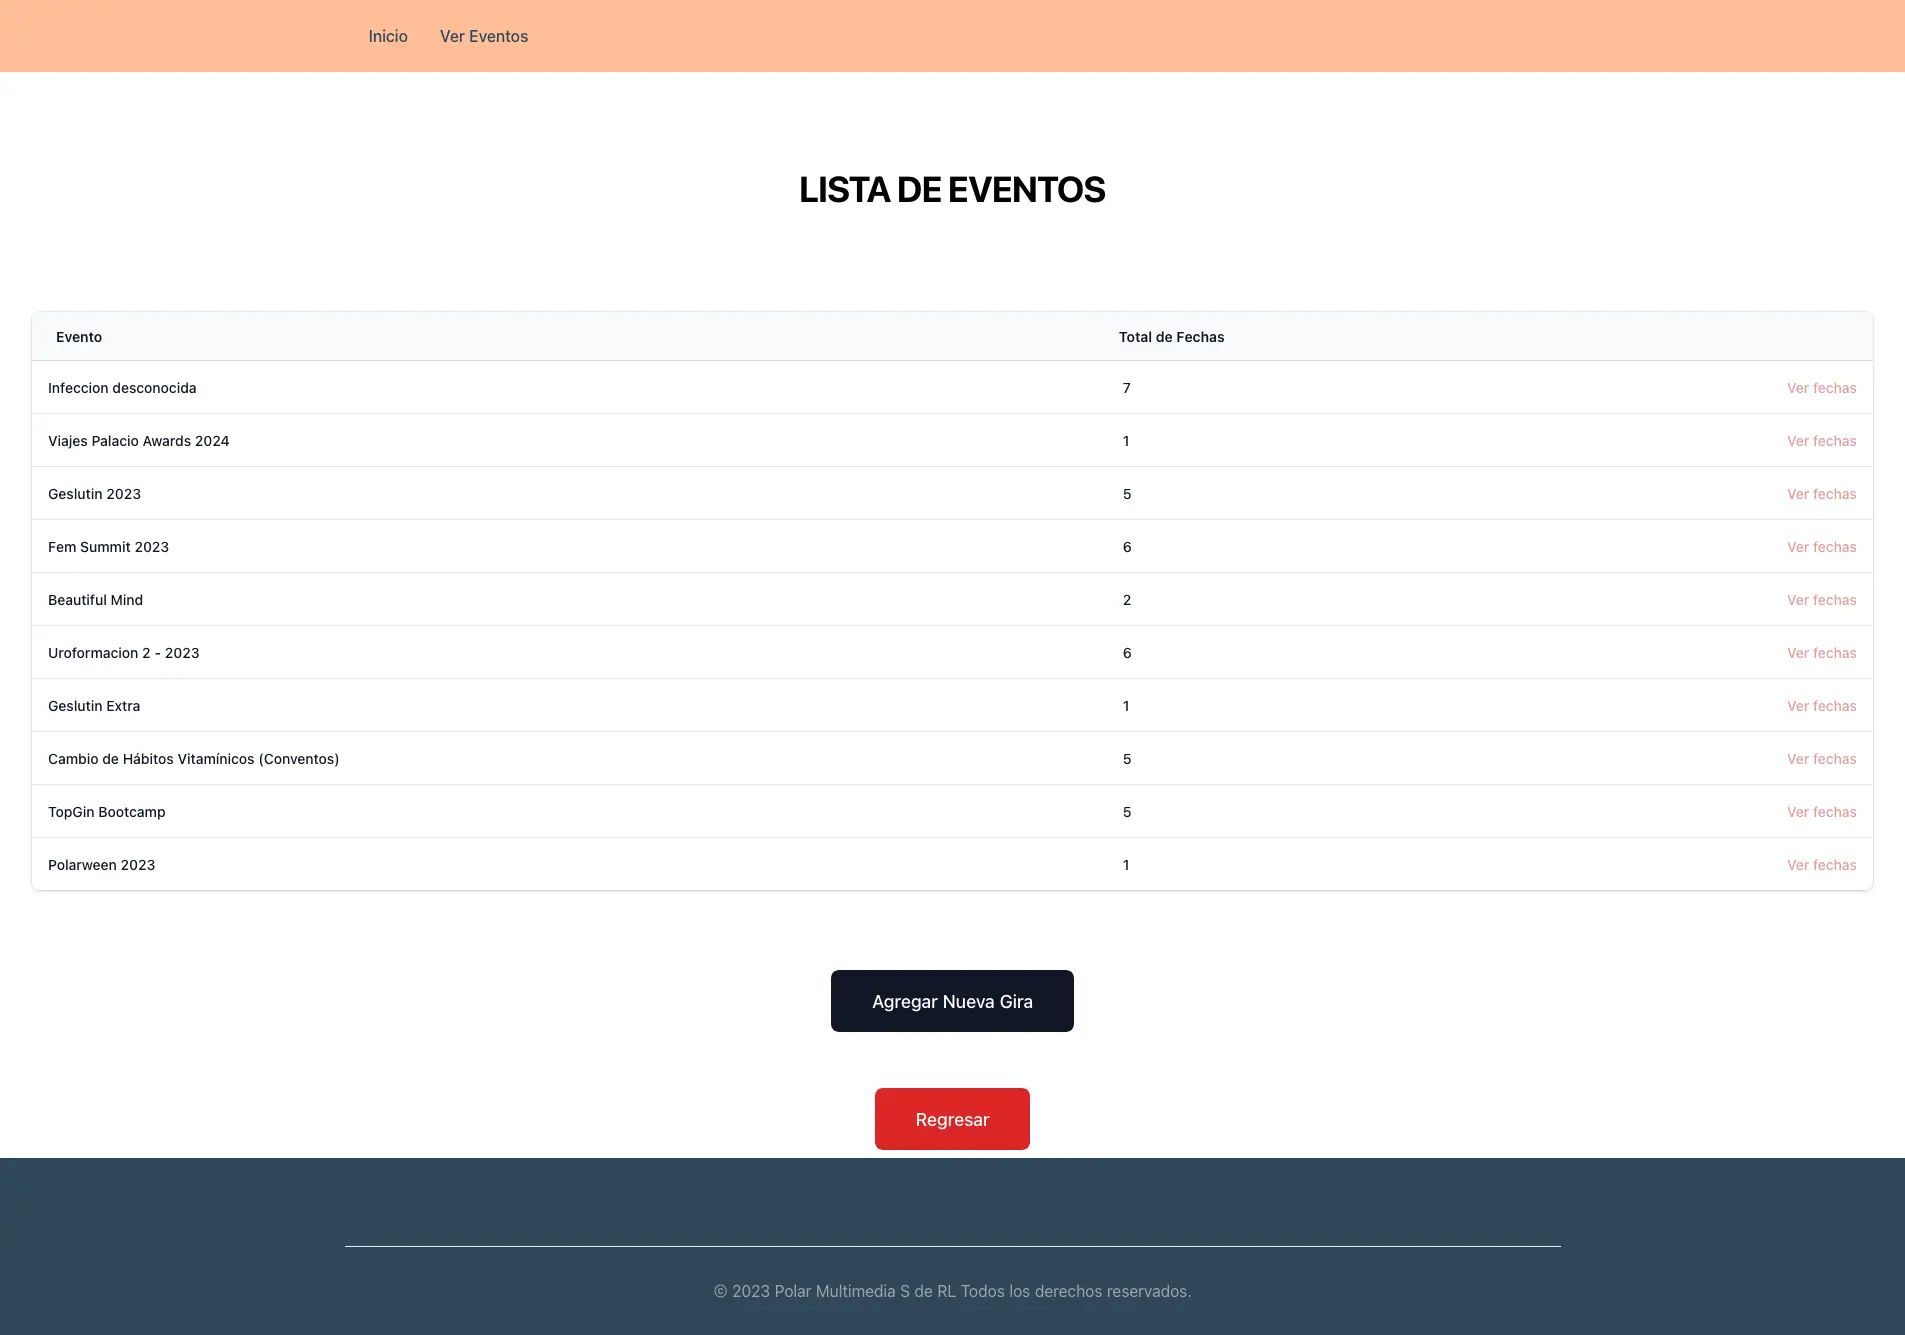 Inicio Ver Eventos
LISTA DE EVENTOS
Evento Total de Fechas
Infeccion desconocida 7 Ver fechas
Viajes Palacio Awards 2024 1 Ver fechas
Geslutin 2023 5 Ver fechas
Fem Summit 2023 6 Ver fechas
Beautiful Mind 2 Ver fechas
Uroformacion 2 - 2023 6 Ver fechas
Geslutin Extra 1 Ver fechas
Cambio de Hábitos Vitamínicos (Conventos) 5 Ver fechas
TopGin Bootcamp 5 Ver fechas
Polarween 2023 1 Ver fechas
Agregar Nueva Gira
Regresar
© 2023 Polar Multimedia S de RL Todos los derechos reservados.